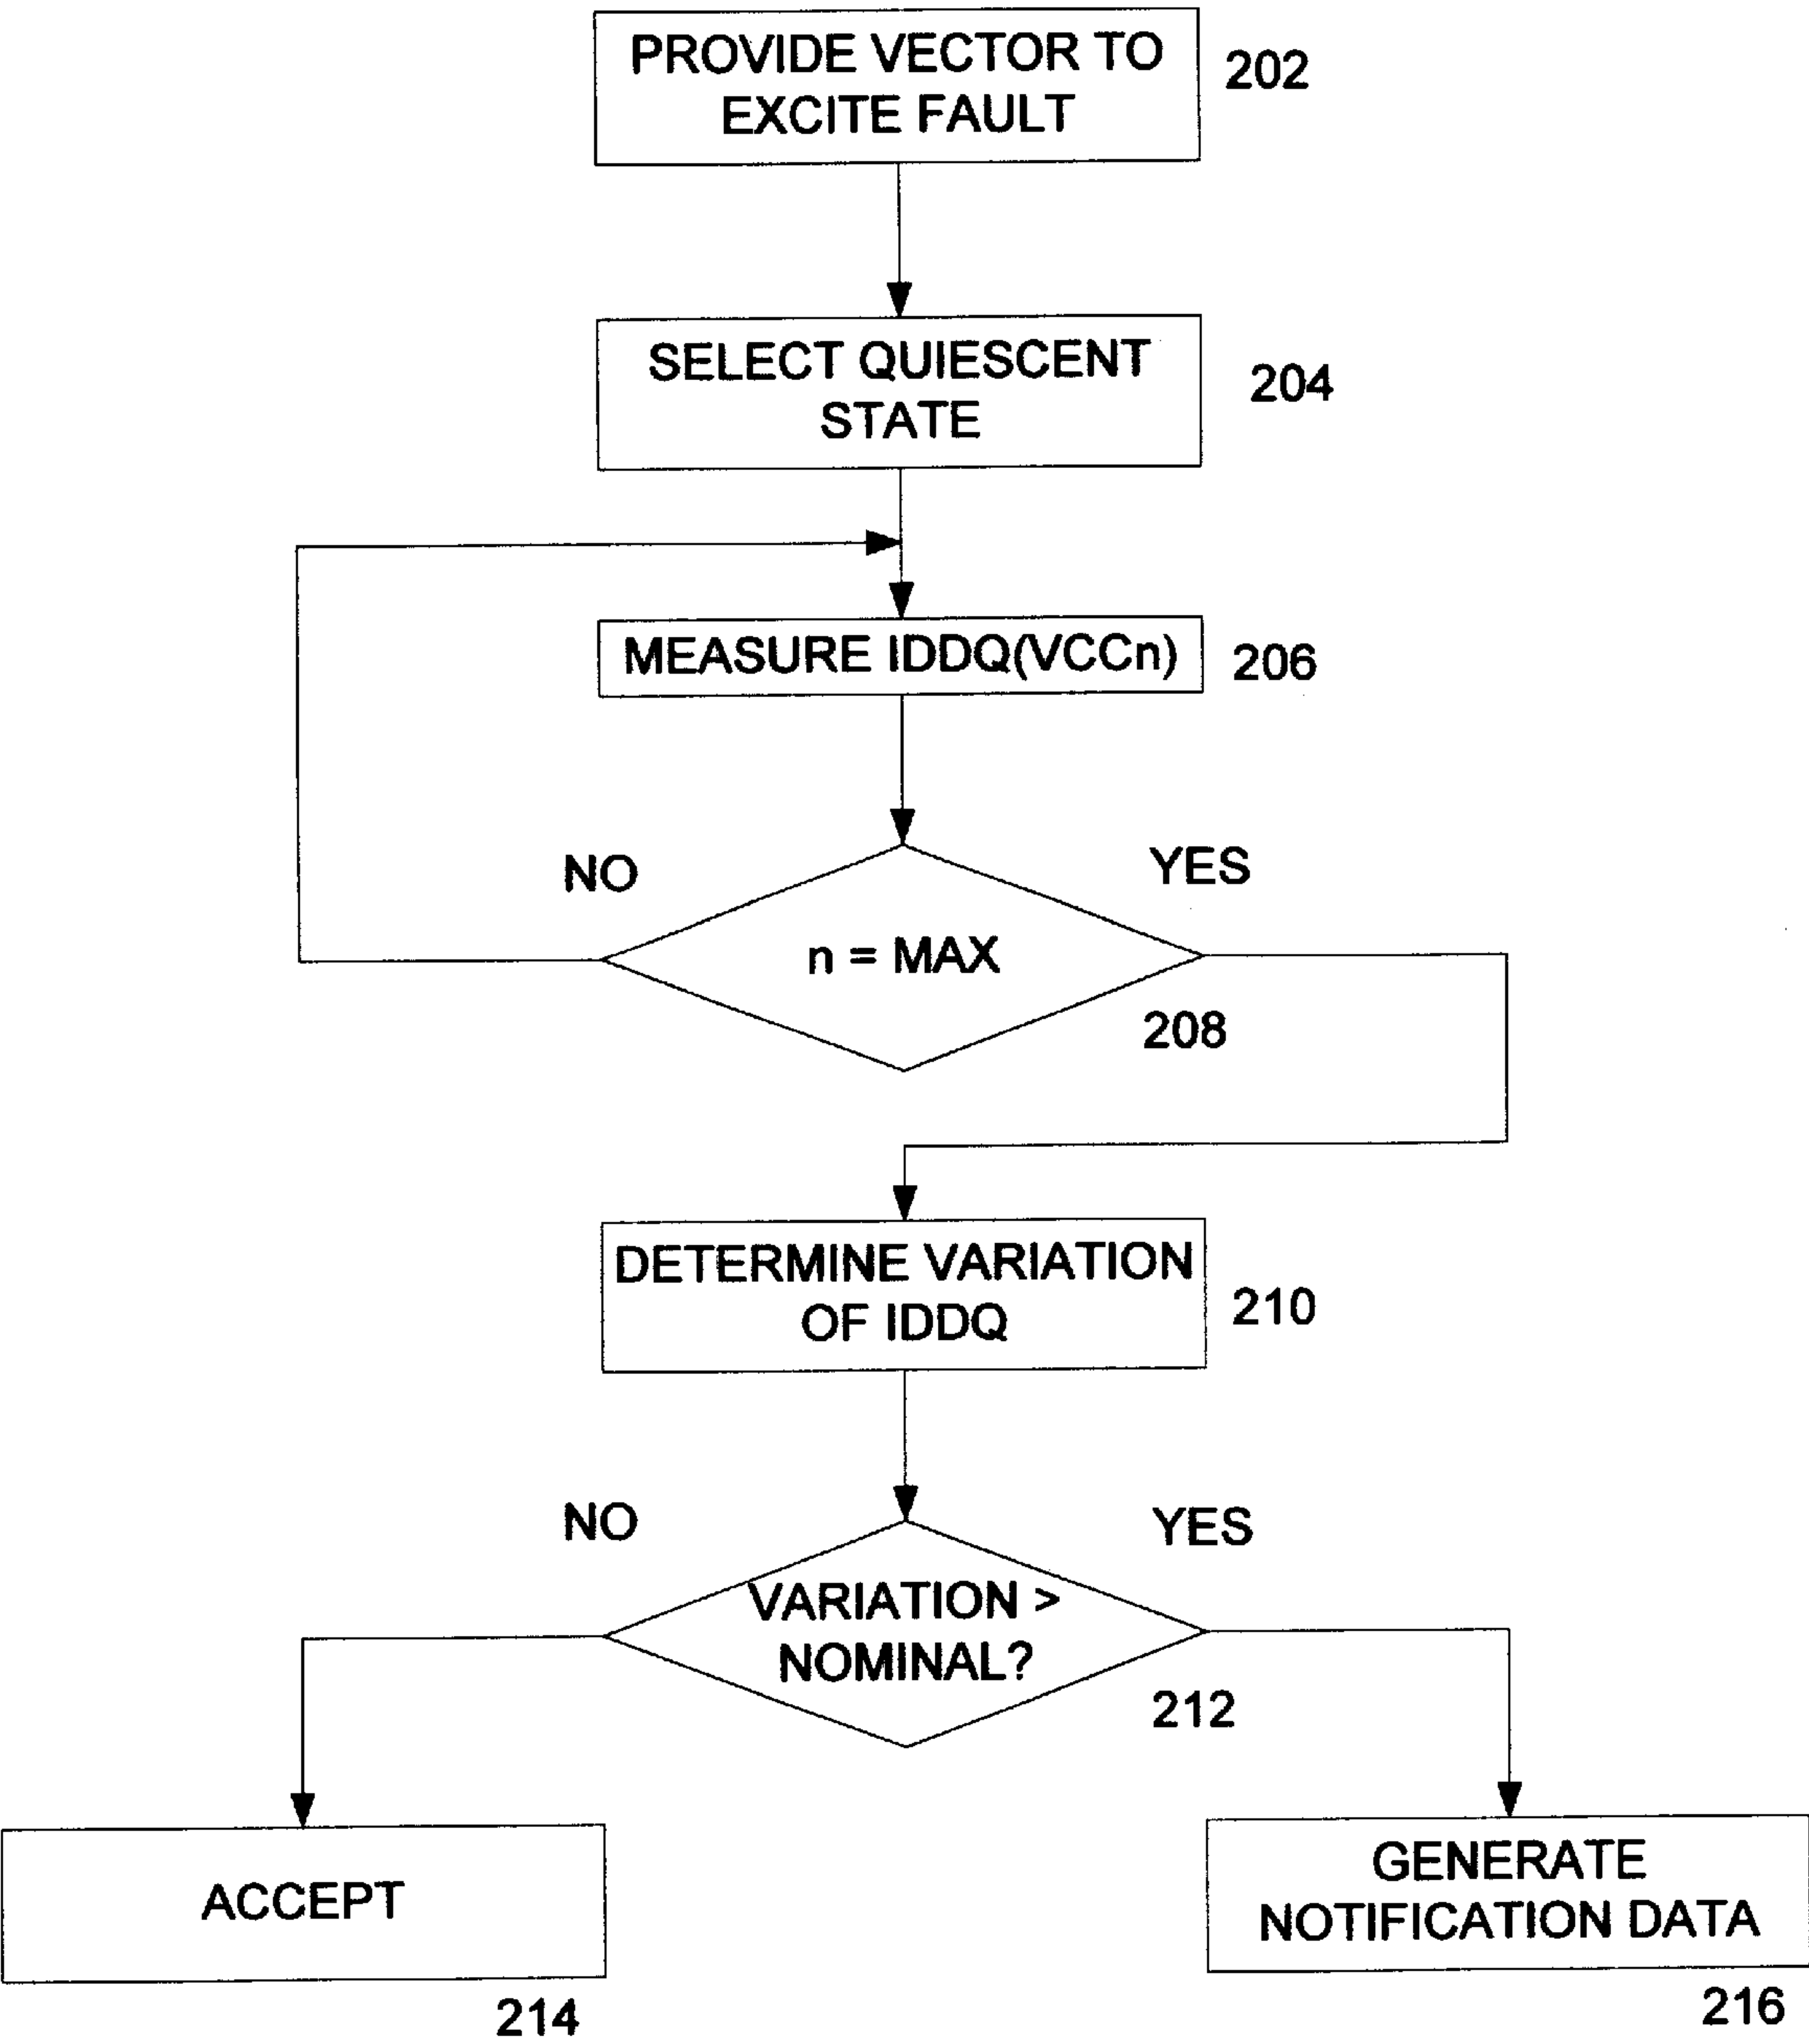 PROVIDE VECTOR TO
EXCITE FAULT
202
SELECT QUIESCENT
STATE
204
MEASURE IDDQ(VCCn)
206
NO
YES
n = MAX
208
DETERMINE VARIATION
OF IDDQ
210
NO
YES
VARIATION >
NOMINAL?
212
ACCEPT
214
GENERATE
NOTIFICATION DATA
216